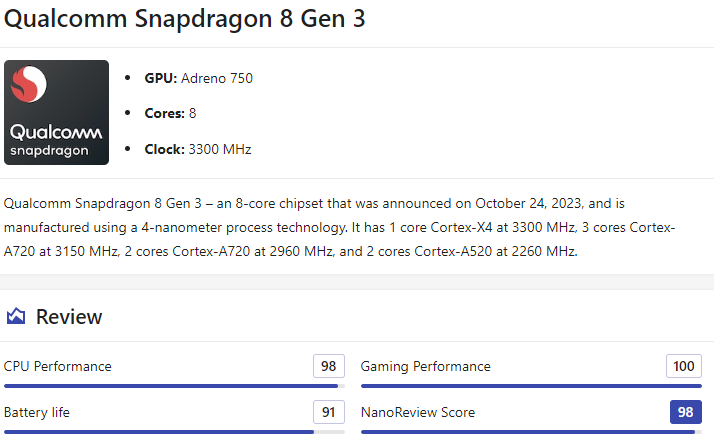 Qualcomm Snapdragon 8 Gen 3
Qualcomm
snapdragon
GPU: Adreno 750
Cores: 8
Clock: 3300 MHz
Qualcomm Snapdragon 8 Gen 3 – an 8-core chipset that was announced on October 24, 2023, and is
manufactured using a 4-nanometer process technology. It has 1 core Cortex-X4 at 3300 MHz, 3 cores Cortex-
A720 at 3150 MHz, 2 cores Cortex-A720 at 2960 MHz, and 2 cores Cortex-A520 at 2260 MHz.
Review
CPU Performance 98
Gaming Performance 100
Battery life 91
NanoReview Score 98